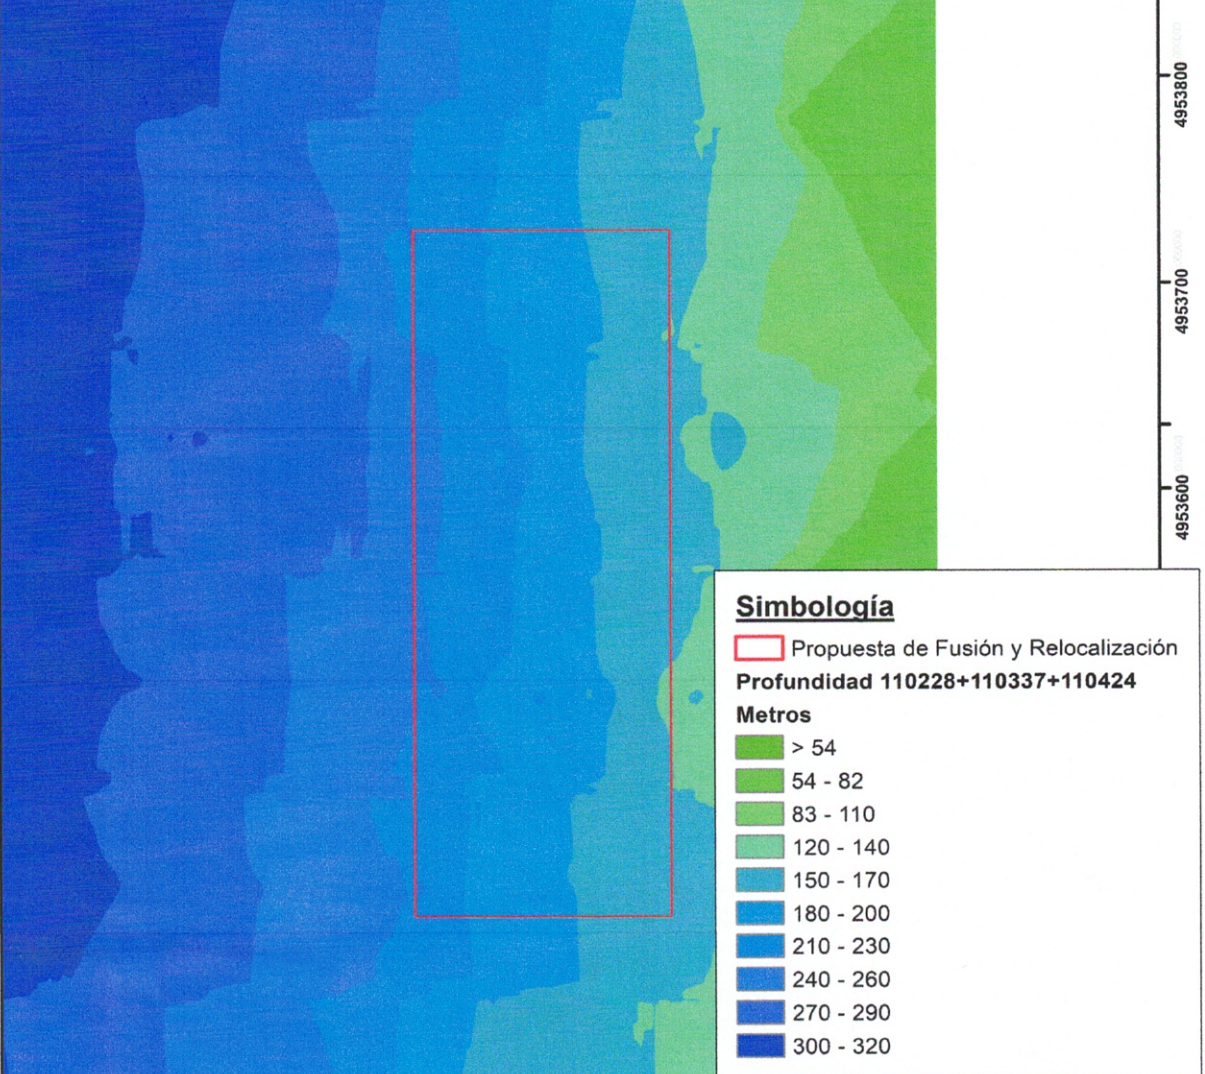 4953800
4953700
4953600
Simbología
Propuesta de Fusión y Relocalización
Profundidad 110228+110337+110424
Metros
> 54
54 - 82
83 - 110
120 - 140
150 - 170
180 - 200
210 - 230
240 - 260
270 - 290
300 - 320